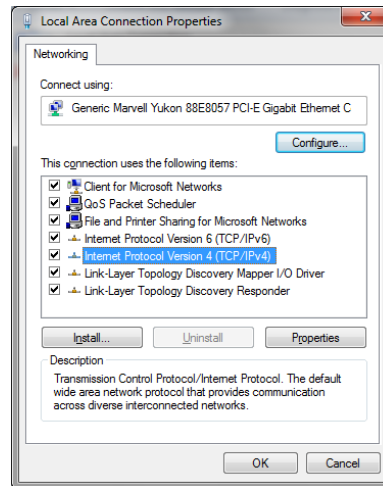 Local Area Connection Properties
Networking
Connect using:
Generic Marvell Yukon 88E8057 PCI-E Gigabit Ethernet C
Configure...
This connection uses the following items:
Client for Microsoft Networks
QoS Packet Scheduler
File and Printer Sharing for Microsoft Networks
Internet Protocol Version 6 (TCP/IPv6)
Internet Protocol Version 4 (TCP/IPv4)
Link-Layer Topology Discovery Mapper I/O Driver
Link-Layer Topology Discovery Responder
Install... Uninstall Properties
Description
Transmission Control Protocol/Internet Protocol. The default
wide area network protocol that provides communication
across diverse interconnected networks.
OK Cancel